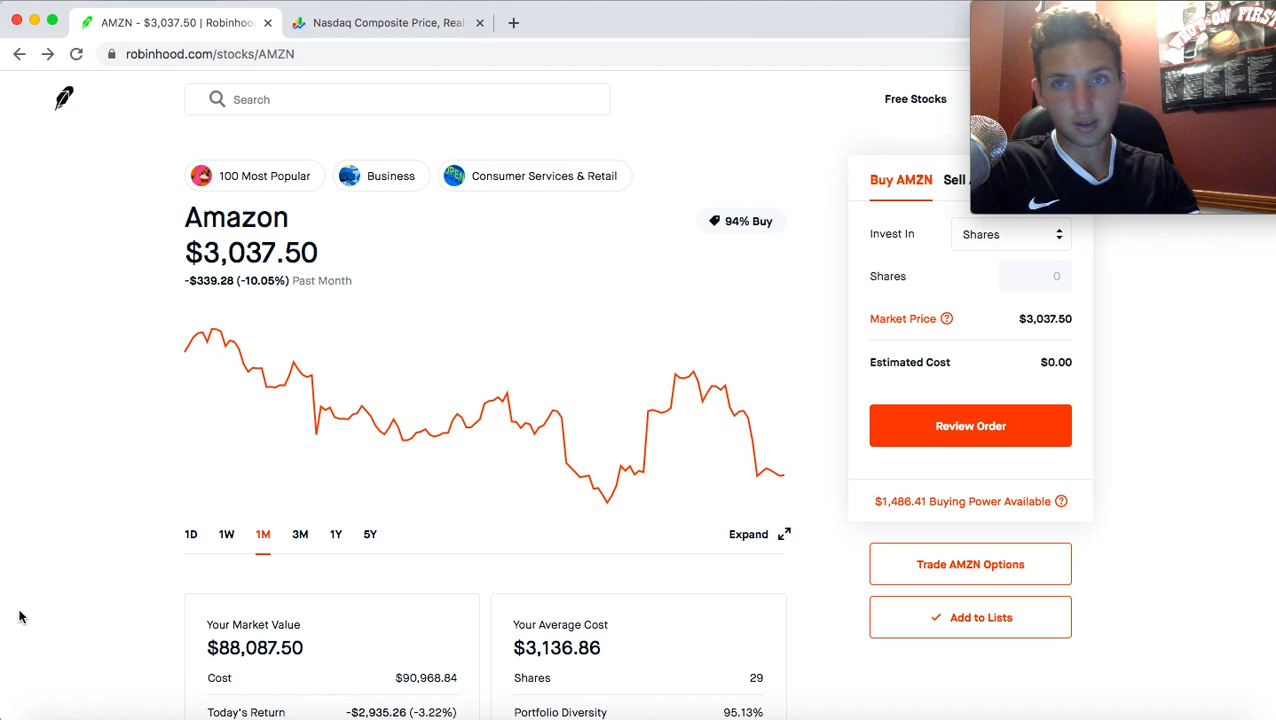 AMZN - $3,037.50 | Robinhoo
Nasdaq Composite Price, Real-
robinhood.com/stocks/AMZN
Search
Free Stocks
ON FIRST
100 Most Popular
Business
OPEN
Consumer Services & Retail
Amazon
94% Buy
$3,037.50
-$339.28 (-10.05%) Past Month
Buy AMZN
Sell
Invest In
Shares
Shares
0
Market Price
$3,037.50
Estimated Cost
$0.00
Review Order
$1,486.41 Buying Power Available
1D
1W
1M
3M
1Y
5Y
Expand
Trade AMZN Options
Add to Lists
Your Market Value
$88,087.50
Cost
$90,968.84
Today's Return
-$2,935.26 (-3.22%)
Your Average Cost
$3,136.86
Shares
29
Portfolio Diversity
95.13%